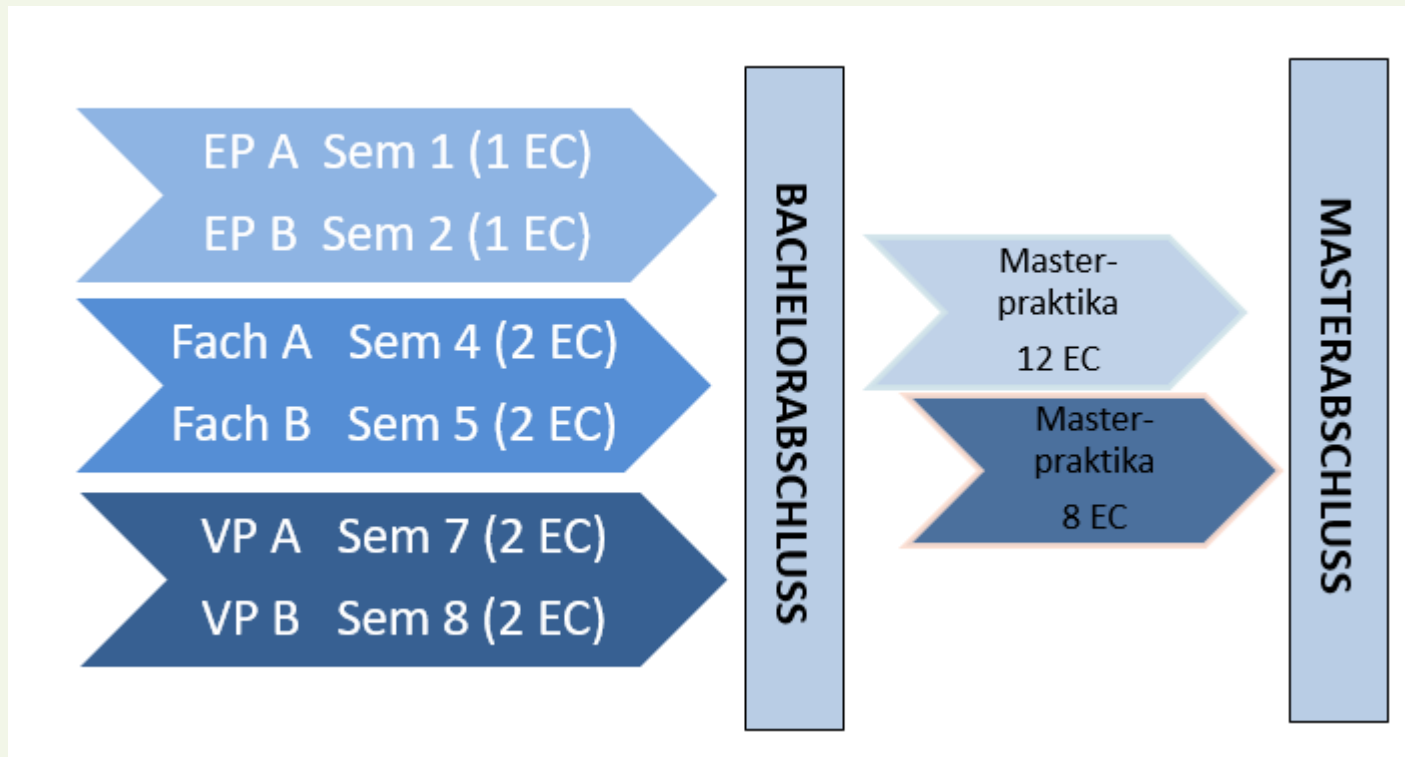 EP A Sem 1 (1 EC)
EP B Sem 2 (1 EC)
Fach A Sem 4 (2 EC)
Fach B Sem 5 (2 EC)
VP A Sem 7 (2 EC)
VP B Sem 8 (2 EC)
BACHELORABSCHLUSS
Master-
praktika
12 EC
Master-
praktika
8 EC
MASTERABSCHLUSS